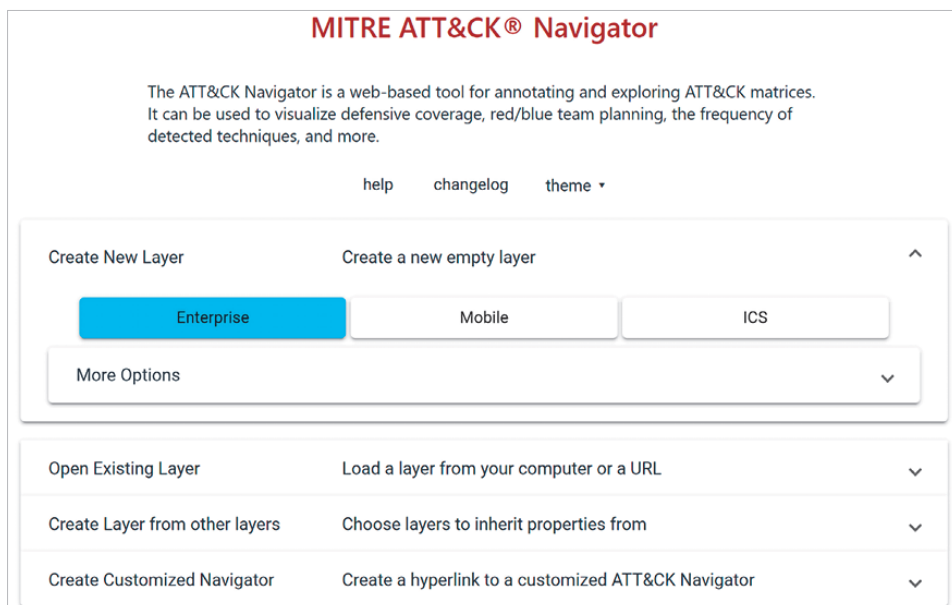 MITRE ATT&CK® Navigator
The ATT&CK Navigator is a web-based tool for annotating and exploring ATT&CK matrices.
It can be used to visualize defensive coverage, red/blue team planning, the frequency of
detected techniques, and more.
help changelog theme ▾
Create New Layer Create a new empty layer
Enterprise Mobile ICS
More Options
Open Existing Layer Load a layer from your computer or a URL
Create Layer from other layers Choose layers to inherit properties from
Create Customized Navigator Create a hyperlink to a customized ATT&CK Navigator